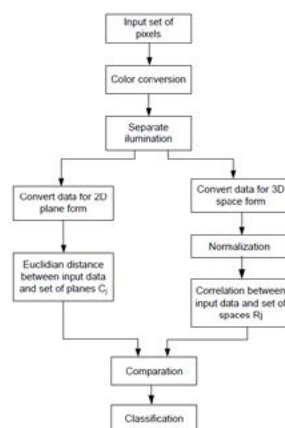 Input set of
pixels
Color conversion
Separate
ilumination
Convert data for 2D
plane form
Convert data for 3D
space form
Normalization
Euclidian distance
between input data
and set of planes Cj
Correlation between
input data and set of
spaces Rj
Comparation
Classification